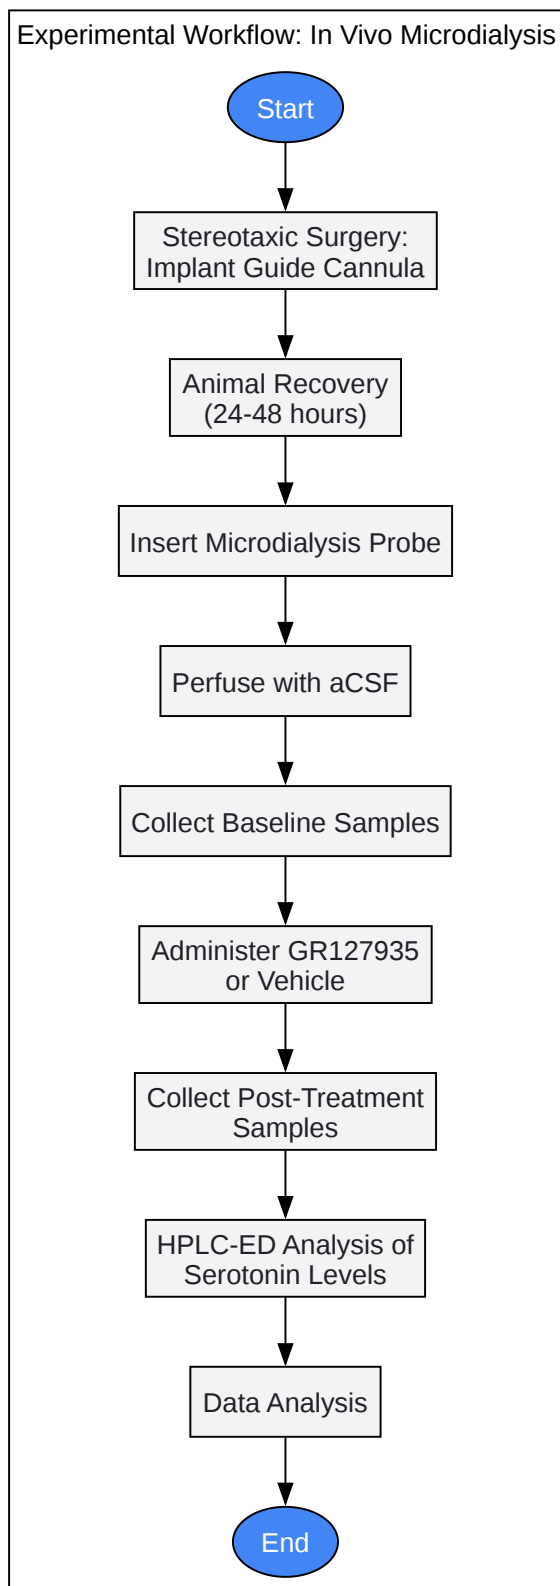 Experimental Workflow: In Vivo Microdialysis
Start
Stereotaxic Surgery:
Implant Guide Cannula
Animal Recovery
(24-48 hours)
Insert Microdialysis Probe
Perfuse with aCSF
Collect Baseline Samples
Administer GR127935
or Vehicle
Collect Post-Treatment
Samples
HPLC-ED Analysis of
Serotonin Levels
Data Analysis
End